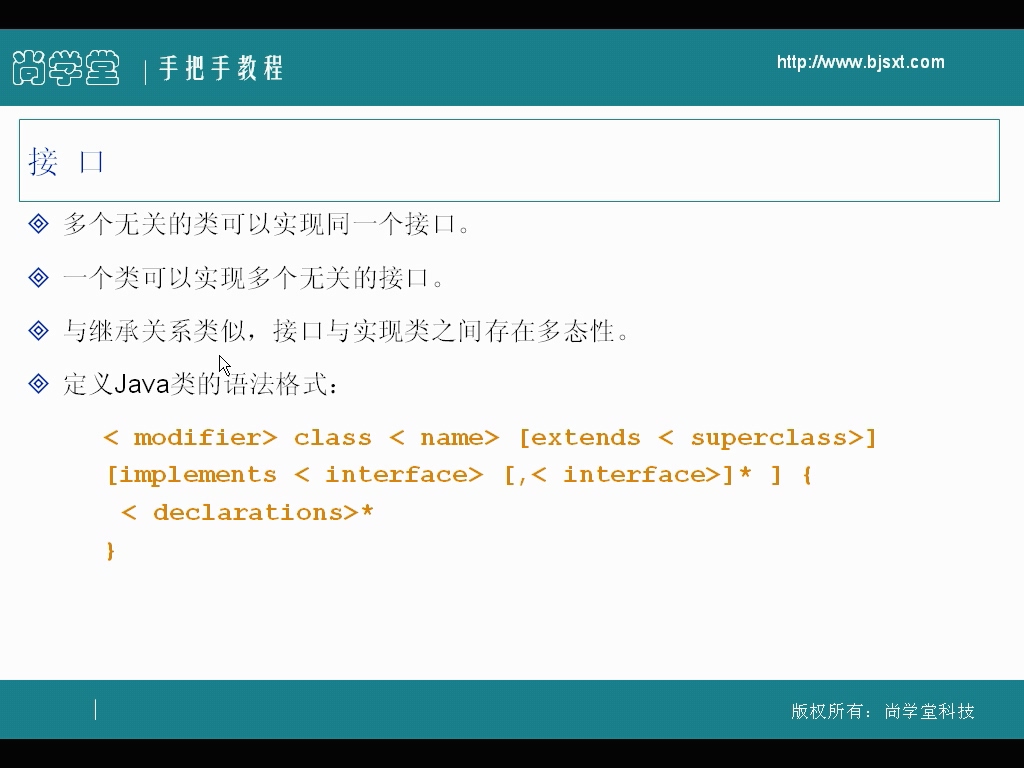 尚学堂 | 手把手教程
http://www.bjsxt.com
接 口
多个无关的类可以实现同一个接口。
一个类可以实现多个无关的接口。
与继承关系类似，接口与实现类之间存在多态性。
定义Java类的语法格式：
< modifier> class < name> [extends < superclass>]
[implements < interface> [,< interface>]* ] {
< declarations>*
}
版权所有：尚学堂科技